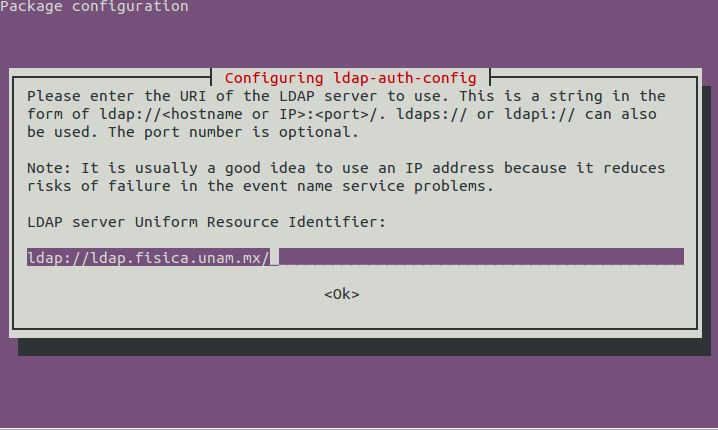 Package configuration
Configuring ldap-auth-config
Please enter the URI of the LDAP server to use. This is a string in the
form of ldap://<hostname or IP>:<port>/. ldaps:// or ldapi:// can also
be used. The port number is optional.
Note: It is usually a good idea to use an IP address because it reduces
risks of failure in the event name service problems.
LDAP server Uniform Resource Identifier:
ldap://ldap.fisica.unam.mx/
<Ok>